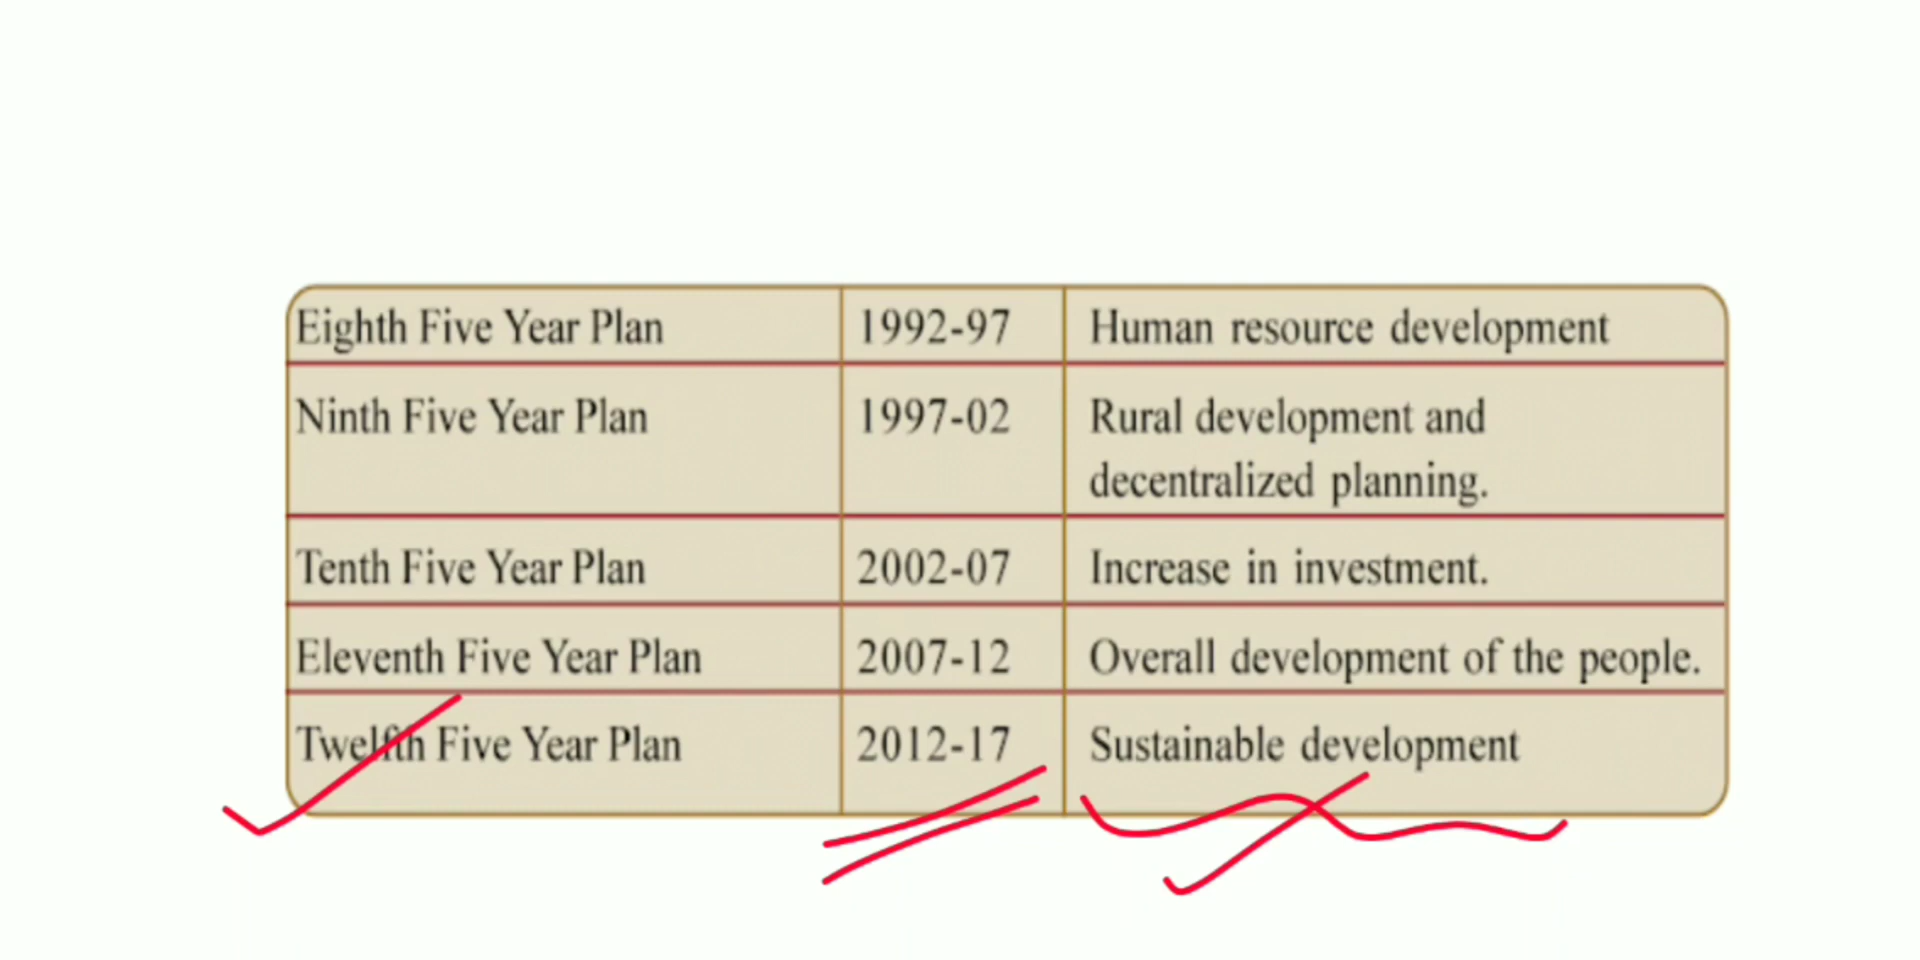 Eighth Five Year Plan 1992-97 Human resource development
Ninth Five Year Plan 1997-02 Rural development and
decentralized planning.
Tenth Five Year Plan 2002-07 Increase in investment.
Eleventh Five Year Plan 2007-12 Overall development of the people.
Twelfth Five Year Plan 2012-17 Sustainable development